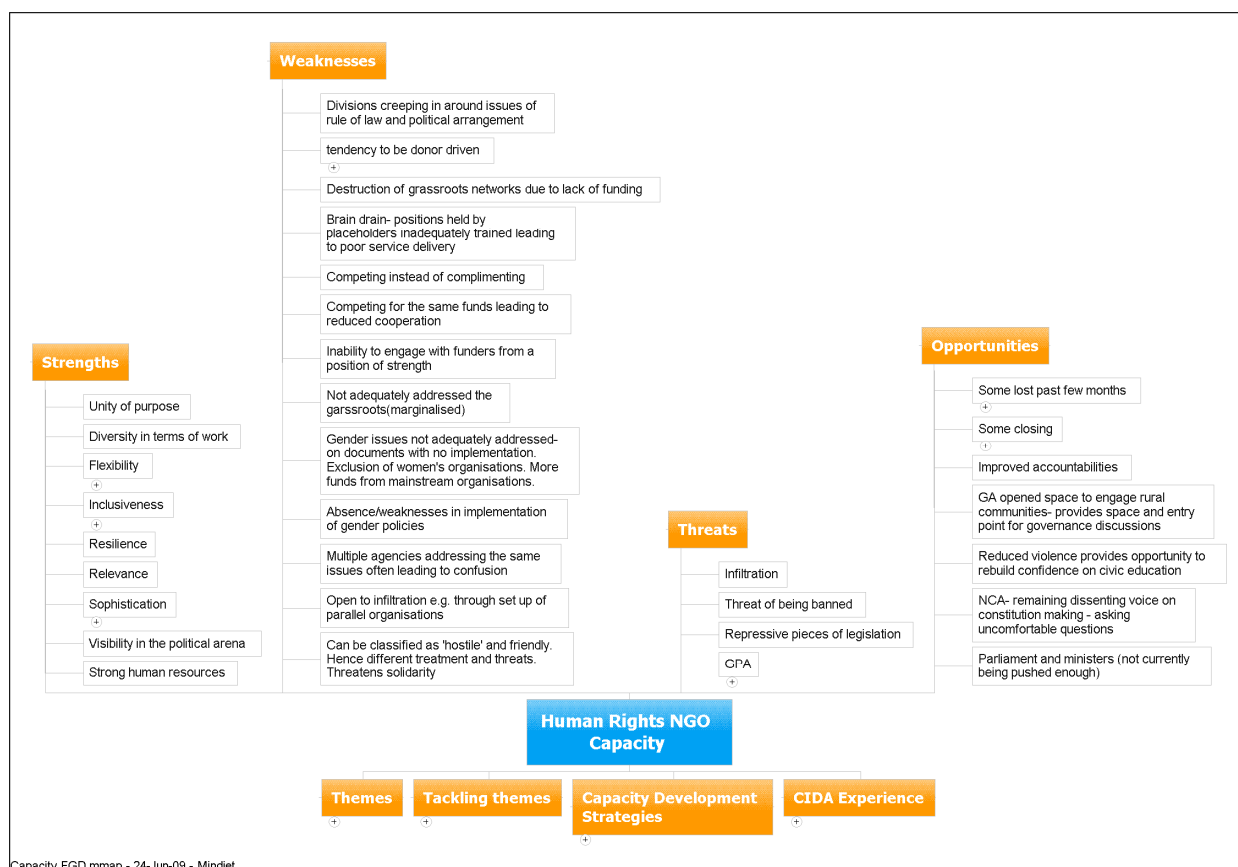 Weaknesses
Divisions creeping in around issues of
rule of law and political arrangement
tendency to be donor driven
Destruction of grassroots networks due to lack of funding
Brain drain- positions held by
placeholders inadequately trained leading
to poor service delivery
Competing instead of complimenting
Competing for the same funds leading to
reduced cooperation
Inability to engage with funders from a
position of strength
Not adequately addressed the
garssroots(marginalised)
Gender issues not adequately addressed-
on documents with no implementation.
Exclusion of women's organisations. More
funds from mainstream organisations.
Absence/weaknesses in implementation
of gender policies
Multiple agencies addressing the same
issues often leading to confusion
Open to infiltration e.g. through set up of
parallel organisations
Can be classified as 'hostile' and friendly.
Hence different treatment and threats.
Threatens solidarity
Strengths
Unity of purpose
Diversity in terms of work
Flexibility
Inclusiveness
Resilience
Relevance
Sophistication
Visibility in the political arena
Strong human resources
Threats
Infiltration
Threat of being banned
Repressive pieces of legislation
GPA
Opportunities
Some lost past few months
Some closing
Improved accountabilities
GA opened space to engage rural
communities- provides space and entry
point for governance discussions
Reduced violence provides opportunity to
rebuild confidence on civic education
NCA- remaining dissenting voice on
constitution making - asking
uncomfortable questions
Parliament and ministers (not currently
being pushed enough)
Human Rights NGO
Capacity
Themes
Tackling themes
Capacity Development
Strategies
CIDA Experience
Capacity FGD.mmap - 24-Jun-09 - Mindjet